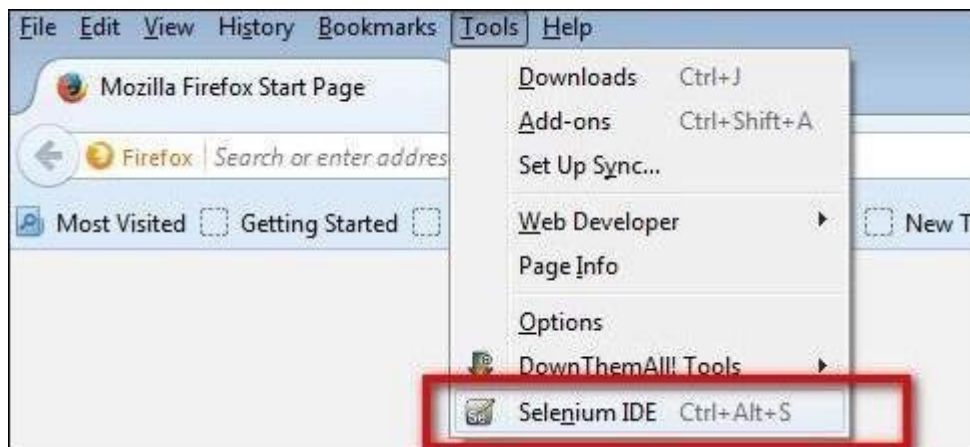 File Edit View History Bookmarks Tools Help
Mozilla Firefox Start Page
Downloads Ctrl+J
Add-ons Ctrl+Shift+A
Firefox Search or enter addres
Set Up Sync...
Most Visited Getting Started
Web Developer
New T
Page Info
Options
DownThemAll! Tools
Selenium IDE Ctrl+Alt+S